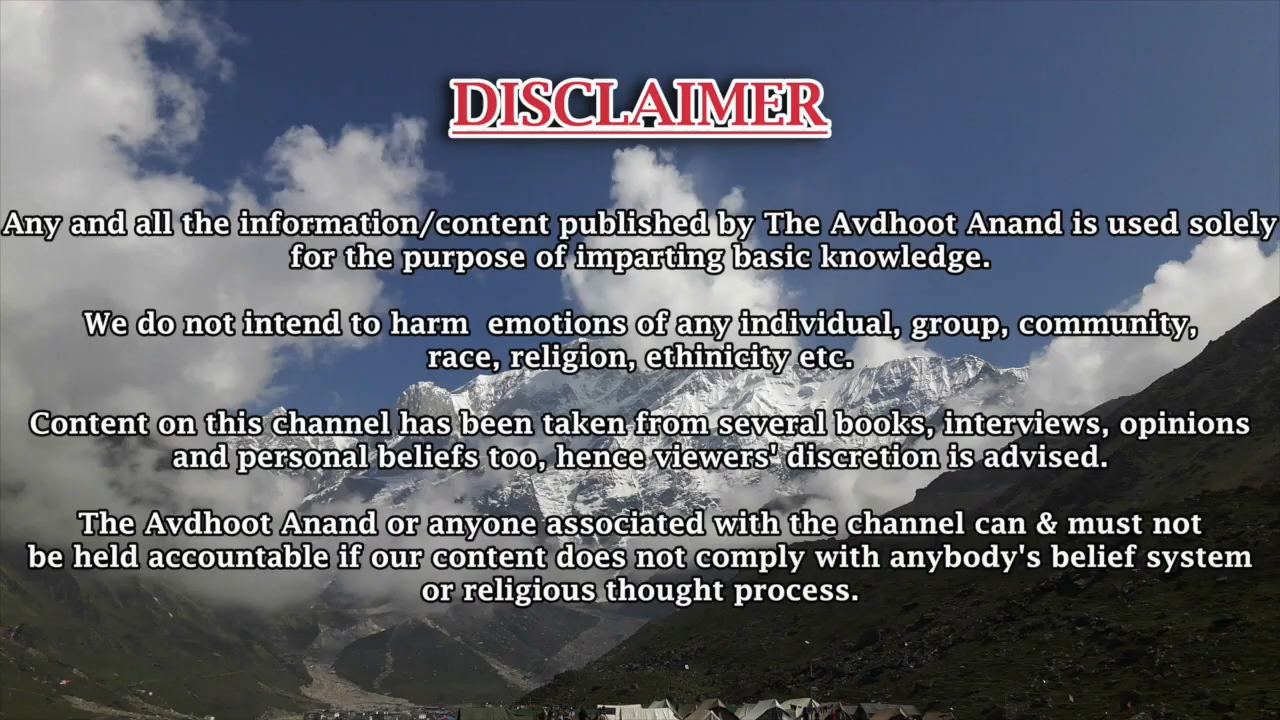 DISCLAIMER
Any and all the information/content published by The Avdhoot Anand is used solely
for the purpose of imparting basic knowledge.
We do not intend to harm  emotions of any individual, group, community,
race, religion, ethinicity etc.
Content on this channel has been taken from several books, interviews, opinions
and personal beliefs too, hence viewers' discretion is advised.
The Avdhoot Anand or anyone associated with the channel can & must not
be held accountable if our content does not comply with anybody's belief system
or religious thought process.